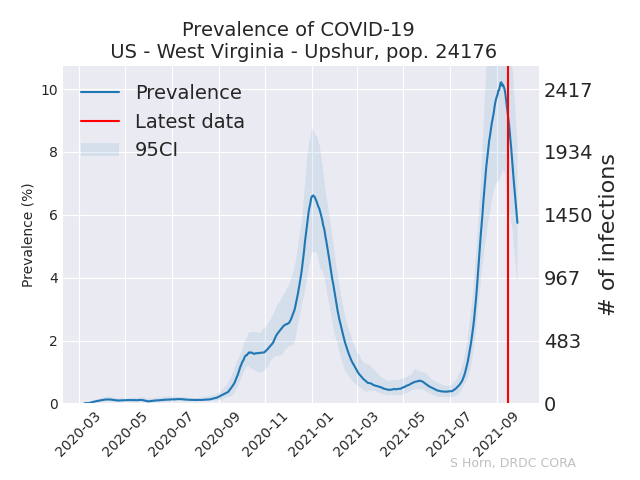 Prevalence of COVID-19
US - West Virginia - Upshur, pop. 24176
Prevalence
Latest data
95CI
Prevalence (%)
10
8
6
4
2
0
2417
1934
1450
967
483
0
# of infections
2020-03
2020-05
2020-07
2020-09
2020-11
2021-01
2021-03
2021-05
2021-07
2021-09
S Horn, DRDC CORA